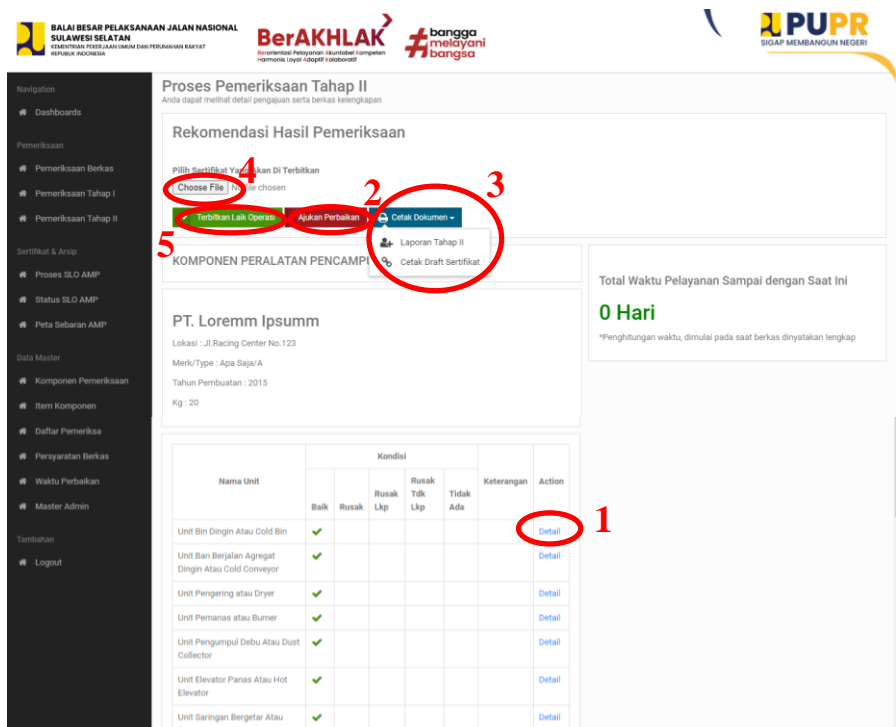 BALAI BESAR PELAKSANAAN JALAN NASIONAL
SULAWESI SELATAN
KEMENTRIAN PEKERJAAN UMUM DAN PERUMAHAN RAKYAT
REPUBLIK INDONESIA
BerAKHLAK
Berorientasi Pelayanan Akuntabel Kompeten
Harmonis Loyal Adaptif Kolaboratif
#bangga
melayani
bangsa
PUPR
SIGAP MEMBANGUN NEGERI
Navigation
Dashboards
Pemeriksaan
Pemeriksaan Berkas
Pemeriksaan Tahap I
Pemeriksaan Tahap II
Sertifikat & Arsip
Proses SLO AMP
Status SLO AMP
Peta Sebaran AMP
Data Master
Komponen Pemeriksaan
Item Komponen
Daftar Pemeriksa
Persyaratan Berkas
Waktu Perbaikan
Master Admin
Tambahan
Logout
Proses Pemeriksaan Tahap II
Anda dapat melihat detail pengajuan serta berkas kelengkapan
Rekomendasi Hasil Pemeriksaan
Pilih Sertifikat Yang Akan Di Terbitkan
4
Choose File No file chosen
2
3
Terbitkan Laik Operasi Ajukan Perbaikan Cetak Dokumen
5
Laporan Tahap II
Cetak Draft Sertifikat
KOMPONEN PERALATAN
Total Waktu Pelayanan Sampai dengan Saat Ini
0 Hari
*Penghitungan waktu, dimulai pada saat berkas dinyatakan lengkap
PT. Loremm Ipsumm
Lokasi : Jl.Racing Center No.123
Merk/Type : Apa Saja/A
Tahun Pembuatan : 2015
Kg : 20
Nama Unit Kondisi Keterangan Action
Baik Rusak Rusak Lkp Rusak Tdk Lkp Tidak Ada
1
Unit Bin Dingin Atau Cold Bin Detail
Unit Ban Berjalan Agregat Detail
Dingin Atau Cold Conveyor
Unit Pengering atau Dryer Detail
Unit Pemanas atau Burner Detail
Unit Pengumpul Debu Atau Dust Detail
Collector
Unit Elevator Panas Atau Hot Detail
Elevator
Unit Saringan Bergetar Atau Detail